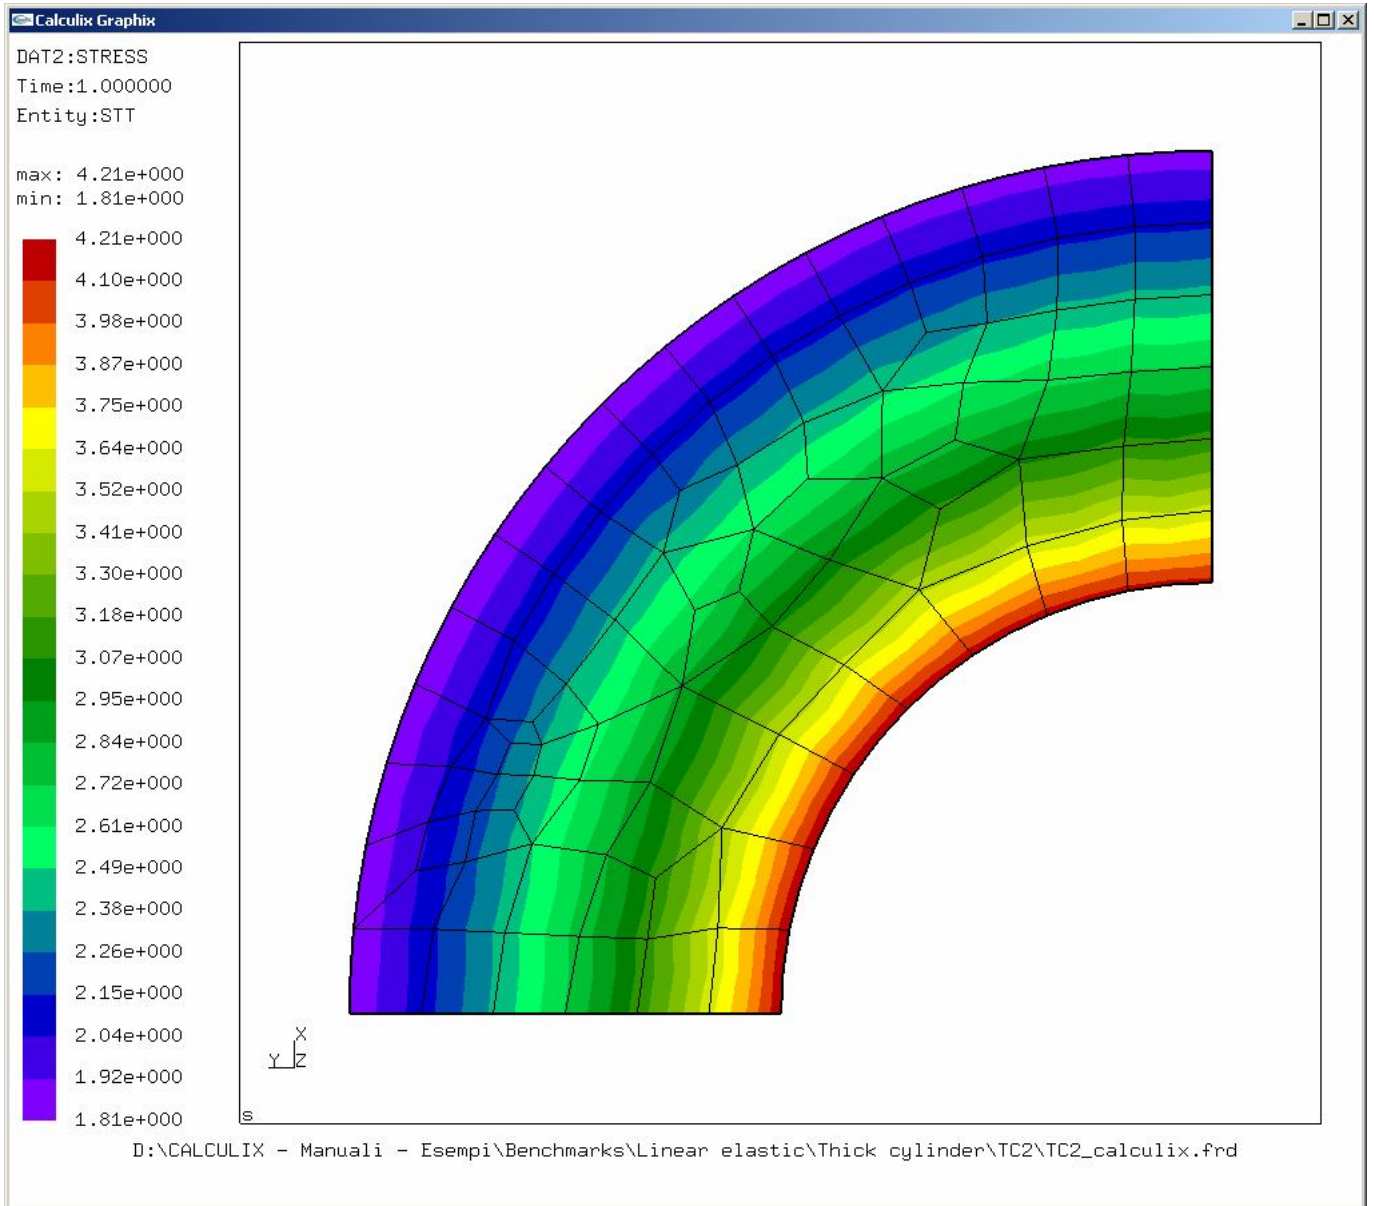 Calculix Graphix
DAT2:STRESS
Time:1.000000
Entity:STT
max: 4.21e+000
min: 1.81e+000
4.21e+000
4.10e+000
3.98e+000
3.87e+000
3.75e+000
3.64e+000
3.52e+000
3.41e+000
3.30e+000
3.18e+000
3.07e+000
2.95e+000
2.84e+000
2.72e+000
2.61e+000
2.49e+000
2.38e+000
2.26e+000
2.15e+000
2.04e+000
1.92e+000
1.81e+000
X
Y Z
s
D:\CALCULIX - Manuali - Esempi\Benchmarks\Linear elastic\Thick cylinder\TC2\TC2_calculix.frd